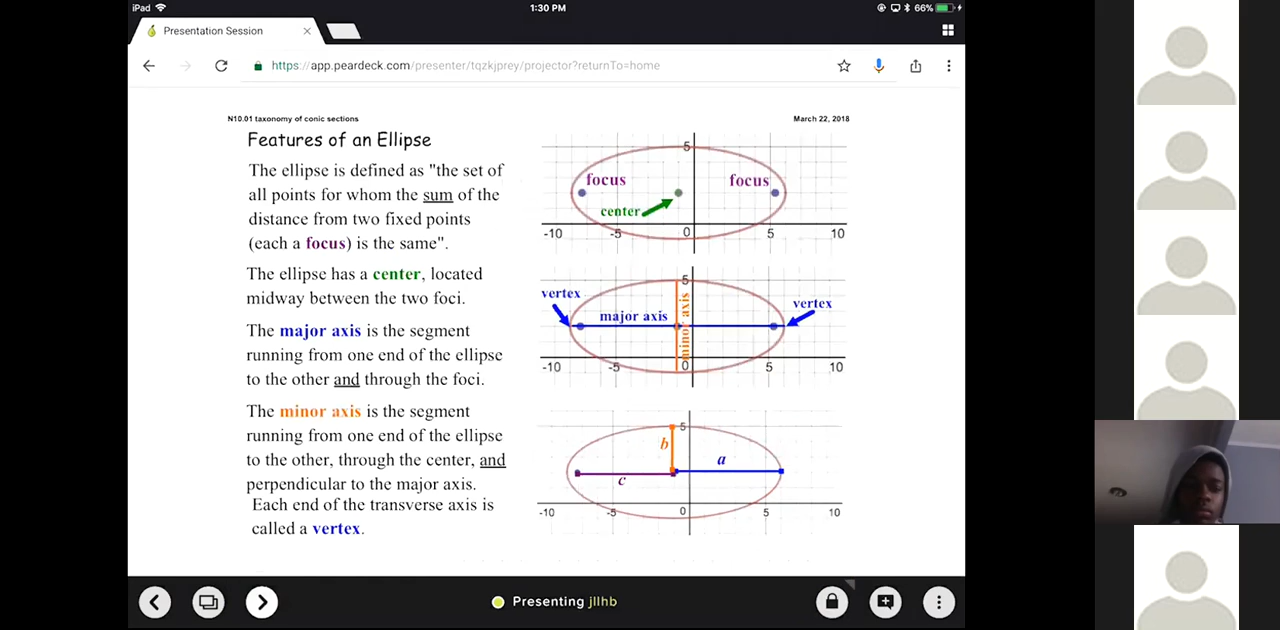 iPad
1:30 PM
66%
Presentation Session
https://app.peardeck.com/presenter/tqzkjprey/projector?returnTo=home
N10.01 taxonomy of conic sections
March 22, 2018
Features of an Ellipse
The ellipse is defined as "the set of
all points for whom the sum of the
distance from two fixed points
(each a focus) is the same".
The ellipse has a center, located
midway between the two foci.
The major axis is the segment
running from one end of the ellipse
to the other and through the foci.
The minor axis is the segment
running from one end of the ellipse
to the other, through the center, and
perpendicular to the major axis.
Each end of the transverse axis is
called a vertex.
5
focus
focus
center
-10 -5 0 5 10
5
vertex
vertex
major axis
minor axis
-10 -5 0 5 10
5
b
a
c
-10 -5 0 5 10
Presenting jllhb